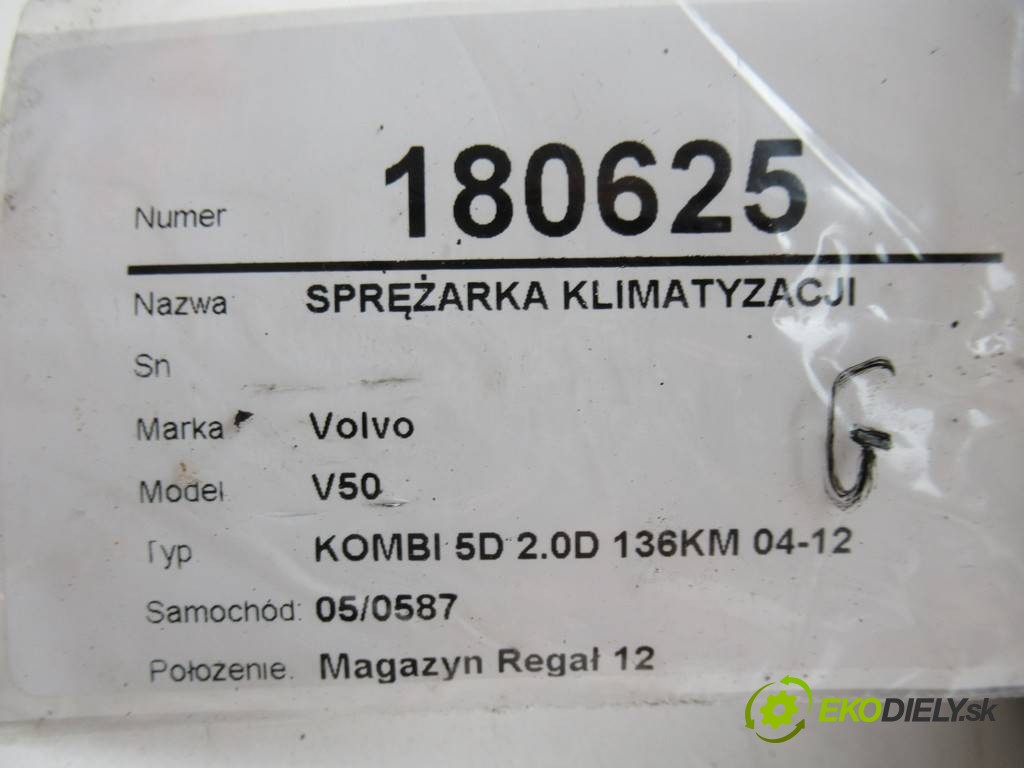 Numer 180625
Nazwa SPRĘŻARKA KLIMATYZACJI
Sn
Marka Volvo
Model V50
Typ KOMBI 5D 2.0D 136KM 04-12
Samochód: 05/0587
Położenie. Magazyn Regał 12
G
EKODIELY.sk